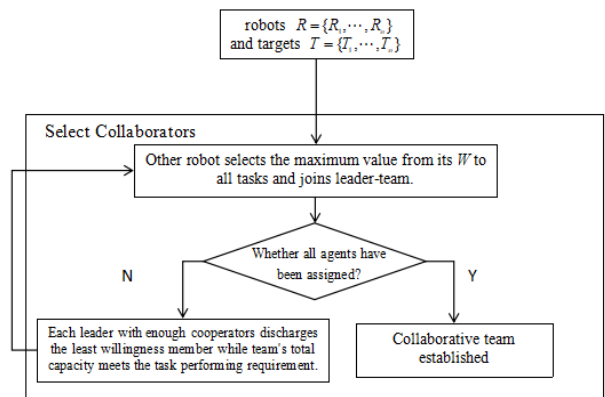 robots R={R₁,⋯,Rₙ}
and targets T={T₁,⋯,Tₙ}
Select Collaborators
Other robot selects the maximum value from its W to
all tasks and joins leader-team.
Whether all agents have
been assigned?
N
Y
Each leader with enough cooperators discharges
the least willingness member while team's total
capacity meets the task performing requirement.
Collaborative team
established